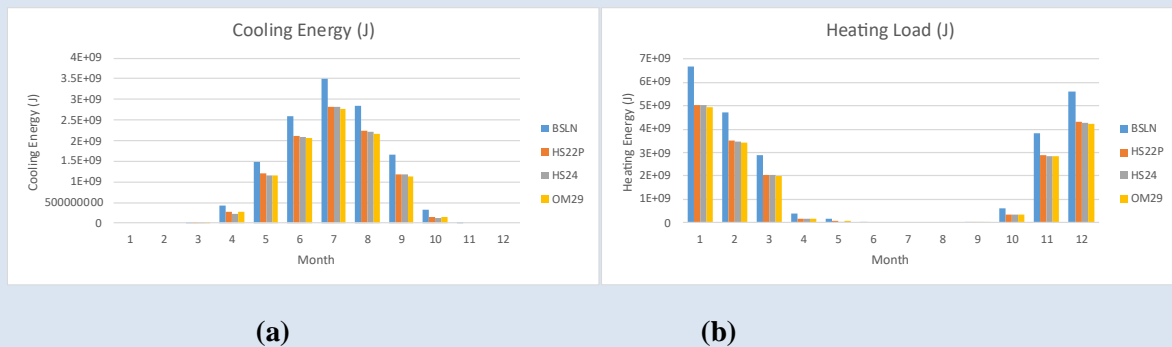 Cooling Energy (J)
Cooling Energy (J)
4E+09
3.5E+09
3E+09
2.5E+09
2E+09
1.5E+09
1E+09
500000000
0
1 2 3 4 5 6 7 8 9 10 11 12
Month
BSLN
HS22P
HS24
OM29
(a)
Heating Load (J)
Heating Energy (J)
7E+09
6E+09
5E+09
4E+09
3E+09
2E+09
1E+09
0
1 2 3 4 5 6 7 8 9 10 11 12
Month
BSLN
HS22P
HS24
OM29
(b)